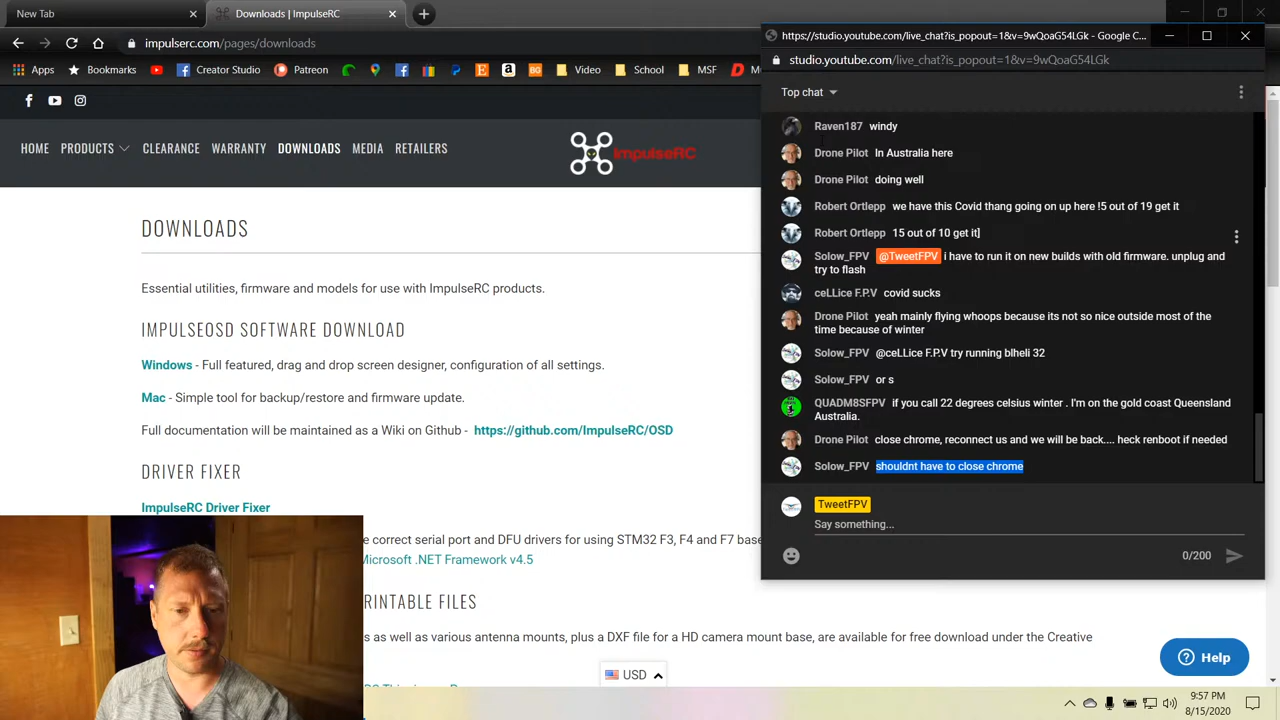 New Tab
Downloads | ImpulseRC
impulserc.com/pages/downloads
Apps
Bookmarks
Creator Studio
Patreon
BG
Video
School
MSF
HOME PRODUCTS CLEARANCE WARRANTY DOWNLOADS MEDIA RETAILERS
ImpulseRC
DOWNLOADS
Essential utilities, firmware and models for use with ImpulseRC products.
IMPULSEOSD SOFTWARE DOWNLOAD
Windows - Full featured, drag and drop screen designer, configuration of all settings.
Mac - Simple tool for backup/restore and firmware update.
Full documentation will be maintained as a Wiki on Github - https://github.com/ImpulseRC/OSD
DRIVER FIXER
ImpulseRC Driver Fixer
e correct serial port and DFU drivers for using STM32 F3, F4 and F7 base
Microsoft .NET Framework v4.5
RINTABLE FILES
s as well as various antenna mounts, plus a DXF file for a HD camera mount base, are available for free download under the Creative
USD
Help
https://studio.youtube.com/live_chat?is_popout=1&v=9wQoaG54LGk - Google C...
studio.youtube.com/live_chat?is_popout=1&v=9wQoaG54LGk
Top chat
Raven187 windy
Drone Pilot In Australia here
Drone Pilot doing well
Robert Ortlepp we have this Covid thang going on up here !5 out of 19 get it
Robert Ortlepp 15 out of 10 get it]
Solow_FPV @TweetFPV i have to run it on new builds with old firmware. unplug and
try to flash
ceLLice F.P.V covid sucks
Drone Pilot yeah mainly flying whoops because its not so nice outside most of the
time because of winter
Solow_FPV @ceLLice F.P.V try running blheli 32
Solow_FPV or s
QUADM8SFPV if you call 22 degrees celsius winter . I'm on the gold coast Queensland
Australia.
Drone Pilot close chrome, reconnect us and we will be back.... heck renboot if needed
Solow_FPV shouldnt have to close chrome
TweetFPV
Say something...
0/200
9:57 PM
8/15/2020